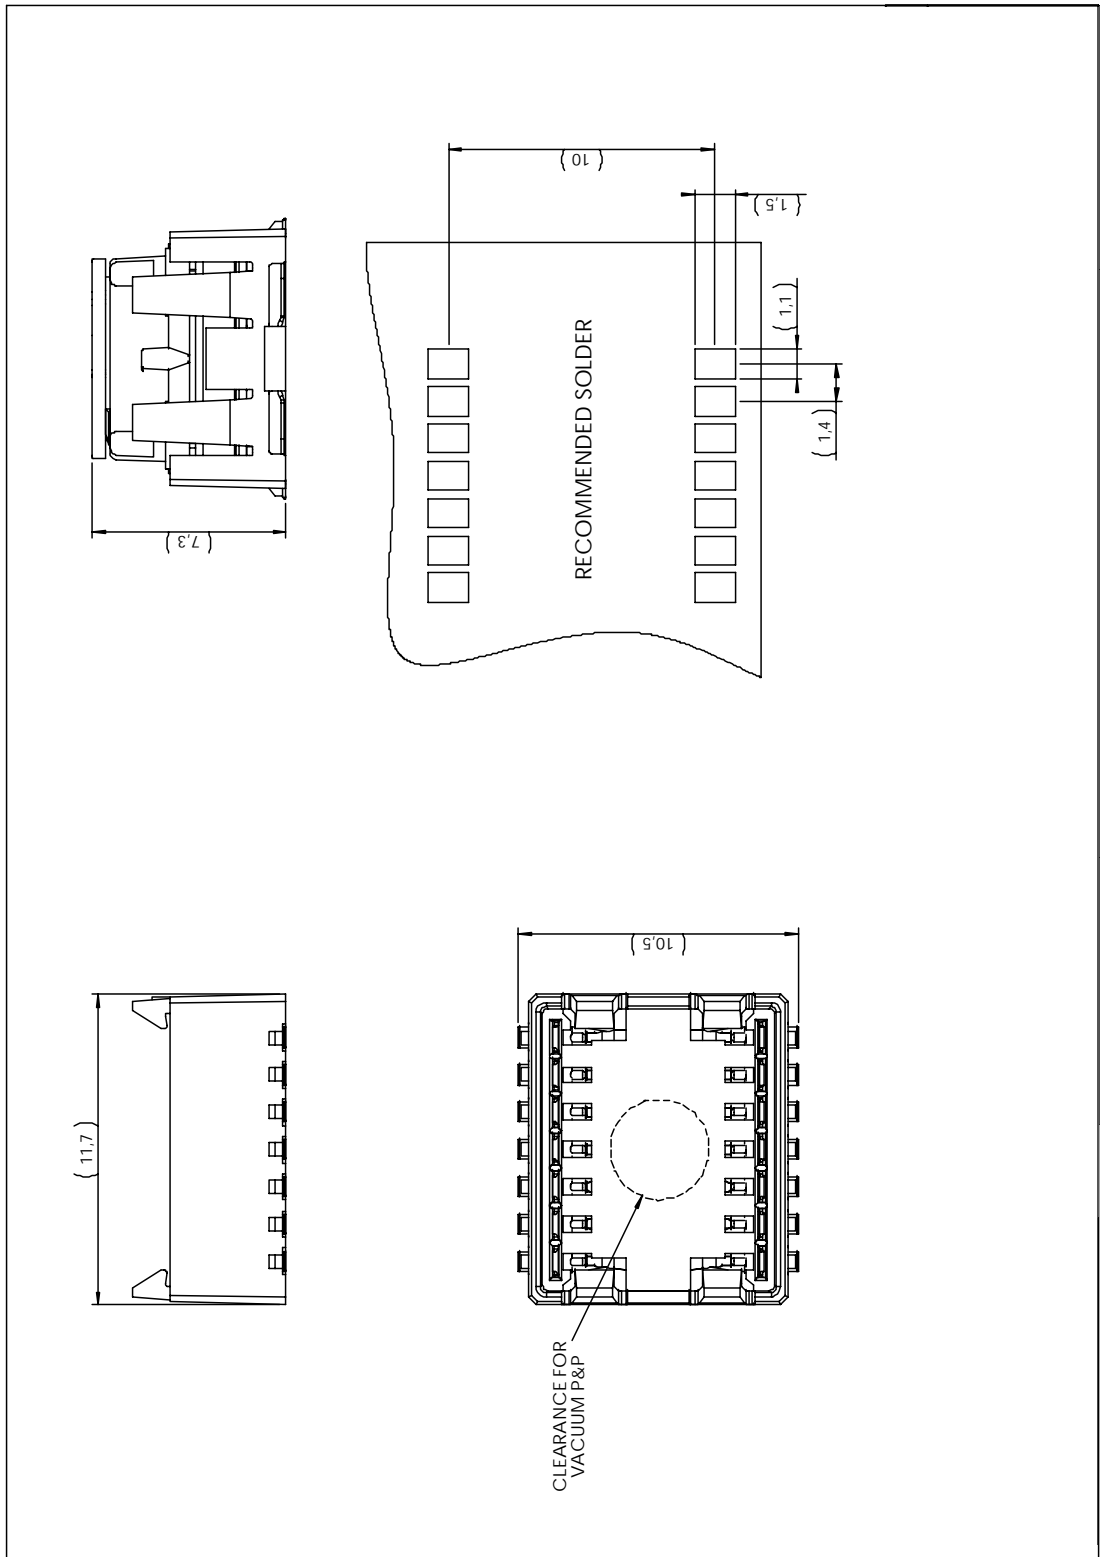 ( 10 )
( 1,5 )
( 1,1 )
( 1,4 )
( 7,3 )
RECOMMENDED SOLDER
( 11,7 )
( 10,5 )
CLEARANCE FOR
VACUUM P&P